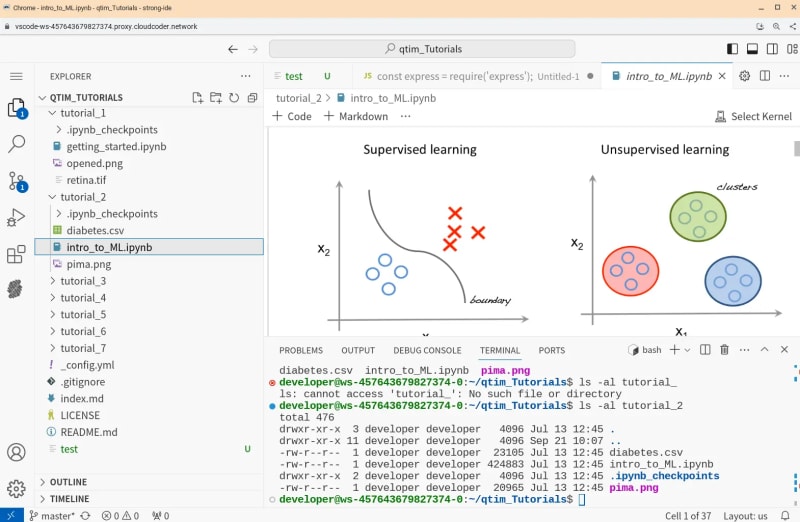 Chrome - intro_to_ML.ipynb - qtim_Tutorials - strong-ide
vscode-ws-457643679827374.proxy.cloudcoder.network
qtim_Tutorials
EXPLORER
test U
JS const express = require('express'); Untitled-1
intro_to_ML.ipynb
QTIM_TUTORIALS
tutorial_2 > intro_to_ML.ipynb
+ Code + Markdown ...
Select Kernel
tutorial_1
.ipynb_checkpoints
getting_started.ipynb
opened.png
retina.tif
tutorial_2
.ipynb_checkpoints
diabetes.csv
intro_to_ML.ipynb
pima.png
tutorial_3
tutorial_4
tutorial_5
tutorial_6
tutorial_7
_config.yml
.gitignore
index.md
LICENSE
README.md
test U
OUTLINE
TIMELINE
1
1
Supervised learning
x2
boundary
Unsupervised learning
clusters
x2
x1
PROBLEMS OUTPUT DEBUG CONSOLE TERMINAL PORTS
bash
diabetes.csv intro_to_ML.ipynb pima.png
developer@ws-457643679827374-0:~/qtim_Tutorials$ ls -al tutorial_
ls: cannot access 'tutorial_': No such file or directory
developer@ws-457643679827374-0:~/qtim_Tutorials$ ls -al tutorial_2
total 476
drwxr-xr-x 3 developer developer 4096 Jul 13 12:45 .
drwxr-xr-x 11 developer developer 4096 Sep 21 10:07 ..
-rw-r--r-- 1 developer developer 23105 Jul 13 12:45 diabetes.csv
-rw-r--r-- 1 developer developer 424883 Jul 13 12:45 intro_to_ML.ipynb
drwxr-xr-x 2 developer developer 4096 Jul 13 12:45 .ipynb_checkpoints
-rw-r--r-- 1 developer developer 20965 Jul 13 12:45 pima.png
developer@ws-457643679827374-0:~/qtim_Tutorials$
master*
0 0
0
Cell 1 of 37
Layout: us